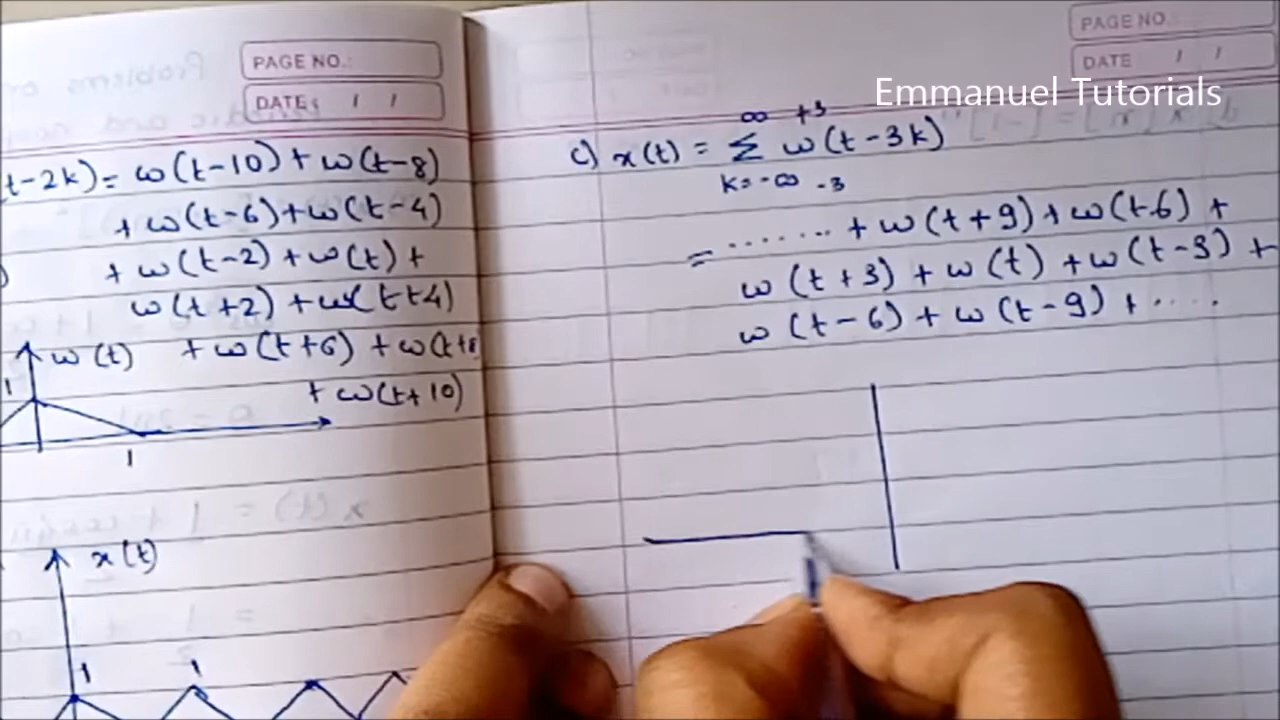 PAGE NO.:
DATE: / /
t-2k) = ω(t-10) + ω(t-8)
+ ω(t-6) + ω(t-4)
+ ω(t-2) + ω(t) +
ω(t+2) + ω(t+4)
ω(t) + ω(t+6) + ω(t+8
1
+ ω(t+10)
1
x(t)
1 1
PAGE NO.:
DATE / /
Emmanuel Tutorials
∞ +3
c) x(t) = Σ ω(t-3k)
k=-∞ -3
= ....... + ω(t+9) + ω(t+6) +
ω(t+3) + ω(t) + ω(t-3) +
ω(t-6) + ω(t-9) + ....